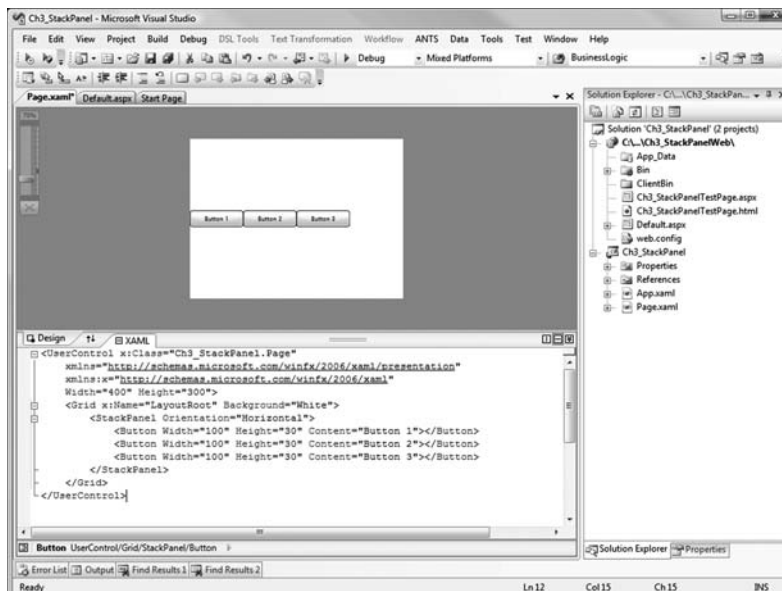 Ch3_StackPanel - Microsoft Visual Studio
File Edit View Project Build Debug DSL Tools Text Transformation Workflow ANTS Data Tools Test Window Help
Debug Mixed Platforms BusinessLogic
Page.xaml* Default.aspx Start Page
Button 1 Button 2 Button 3
Design XAML
<UserControl x:Class="Ch3_StackPanel.Page"
xmlns="http://schemas.microsoft.com/winfx/2006/xaml/presentation"
xmlns:x="http://schemas.microsoft.com/winfx/2006/xaml"
Width="400" Height="300">
<Grid x:Name="LayoutRoot" Background="White">
<StackPanel Orientation="Horizontal">
<Button Width="100" Height="30" Content="Button 1"></Button>
<Button Width="100" Height="30" Content="Button 2"></Button>
<Button Width="100" Height="30" Content="Button 3"></Button>
</StackPanel>
</Grid>
</UserControl>
Button UserControl/Grid/StackPanel/Button
Solution Explorer - C:\...\Ch3_StackPan...
Solution 'Ch3_StackPanel' (2 projects)
C:\...\Ch3_StackPanelWeb\
App_Data
Bin
ClientBin
Ch3_StackPanelTestPage.aspx
Ch3_StackPanelTestPage.html
Default.aspx
web.config
Ch3_StackPanel
Properties
References
App.xaml
Page.xaml
Solution Explorer Properties
Error List Output Find Results 1 Find Results 2
Ready Ln 12 Col 15 Ch 15 INS